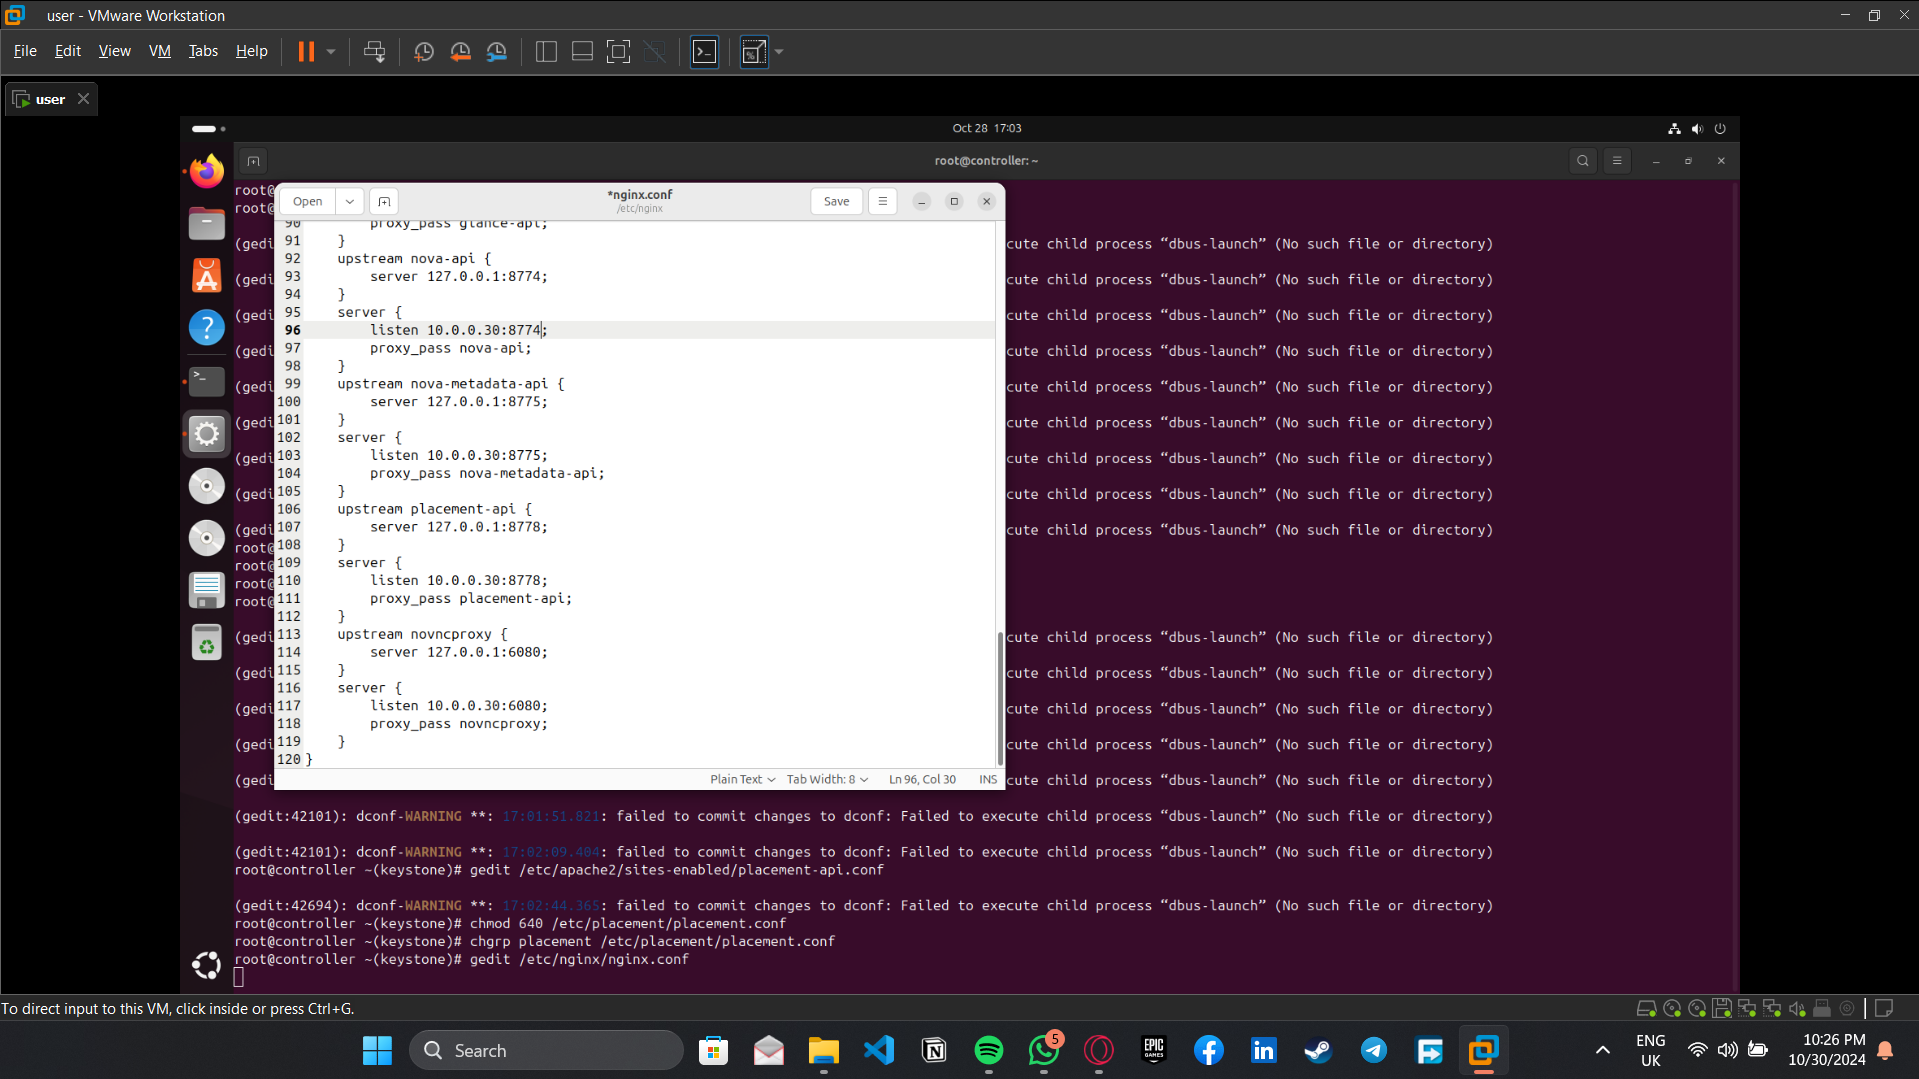 user - VMware Workstation
File Edit View VM Tabs Help
user
Oct 28 17:03
root@controller: ~
root@
root@
Open
*nginx.conf
/etc/nginx
Save
90 proxy_pass glance-api;
91 }
92 upstream nova-api {
93 server 127.0.0.1:8774;
94 }
95 server {
96 listen 10.0.0.30:8774;
97 proxy_pass nova-api;
98 }
99 upstream nova-metadata-api {
100 server 127.0.0.1:8775;
101 }
102 server {
103 listen 10.0.0.30:8775;
104 proxy_pass nova-metadata-api;
105 }
106 upstream placement-api {
107 server 127.0.0.1:8778;
108 }
109 server {
110 listen 10.0.0.30:8778;
111 proxy_pass placement-api;
112 }
113 upstream novncproxy {
114 server 127.0.0.1:6080;
115 }
116 server {
117 listen 10.0.0.30:6080;
118 proxy_pass novncproxy;
119 }
120 }
Plain Text Tab Width: 8 Ln 96, Col 30 INS
(gedi cute child process “dbus-launch” (No such file or directory)
(gedi cute child process “dbus-launch” (No such file or directory)
(gedi cute child process “dbus-launch” (No such file or directory)
(gedi cute child process “dbus-launch” (No such file or directory)
(gedi cute child process “dbus-launch” (No such file or directory)
(gedi cute child process “dbus-launch” (No such file or directory)
(gedi cute child process “dbus-launch” (No such file or directory)
(gedi cute child process “dbus-launch” (No such file or directory)
(gedi cute child process “dbus-launch” (No such file or directory)
root@
root@
root@
root@
(gedi cute child process “dbus-launch” (No such file or directory)
(gedi cute child process “dbus-launch” (No such file or directory)
(gedi cute child process “dbus-launch” (No such file or directory)
(gedi cute child process “dbus-launch” (No such file or directory)
(gedi cute child process “dbus-launch” (No such file or directory)
(gedit:42101): dconf-WARNING **: 17:01:51.821: failed to commit changes to dconf: Failed to execute child process “dbus-launch” (No such file or directory)
(gedit:42101): dconf-WARNING **: 17:02:09.404: failed to commit changes to dconf: Failed to execute child process “dbus-launch” (No such file or directory)
root@controller ~(keystone)# gedit /etc/apache2/sites-enabled/placement-api.conf
(gedit:42694): dconf-WARNING **: 17:02:44.365: failed to commit changes to dconf: Failed to execute child process “dbus-launch” (No such file or directory)
root@controller ~(keystone)# chmod 640 /etc/placement/placement.conf
root@controller ~(keystone)# chgrp placement /etc/placement/placement.conf
root@controller ~(keystone)# gedit /etc/nginx/nginx.conf
To direct input to this VM, click inside or press Ctrl+G.
Search
EPIC GAMES
5
ENG
UK
10:26 PM
10/30/2024